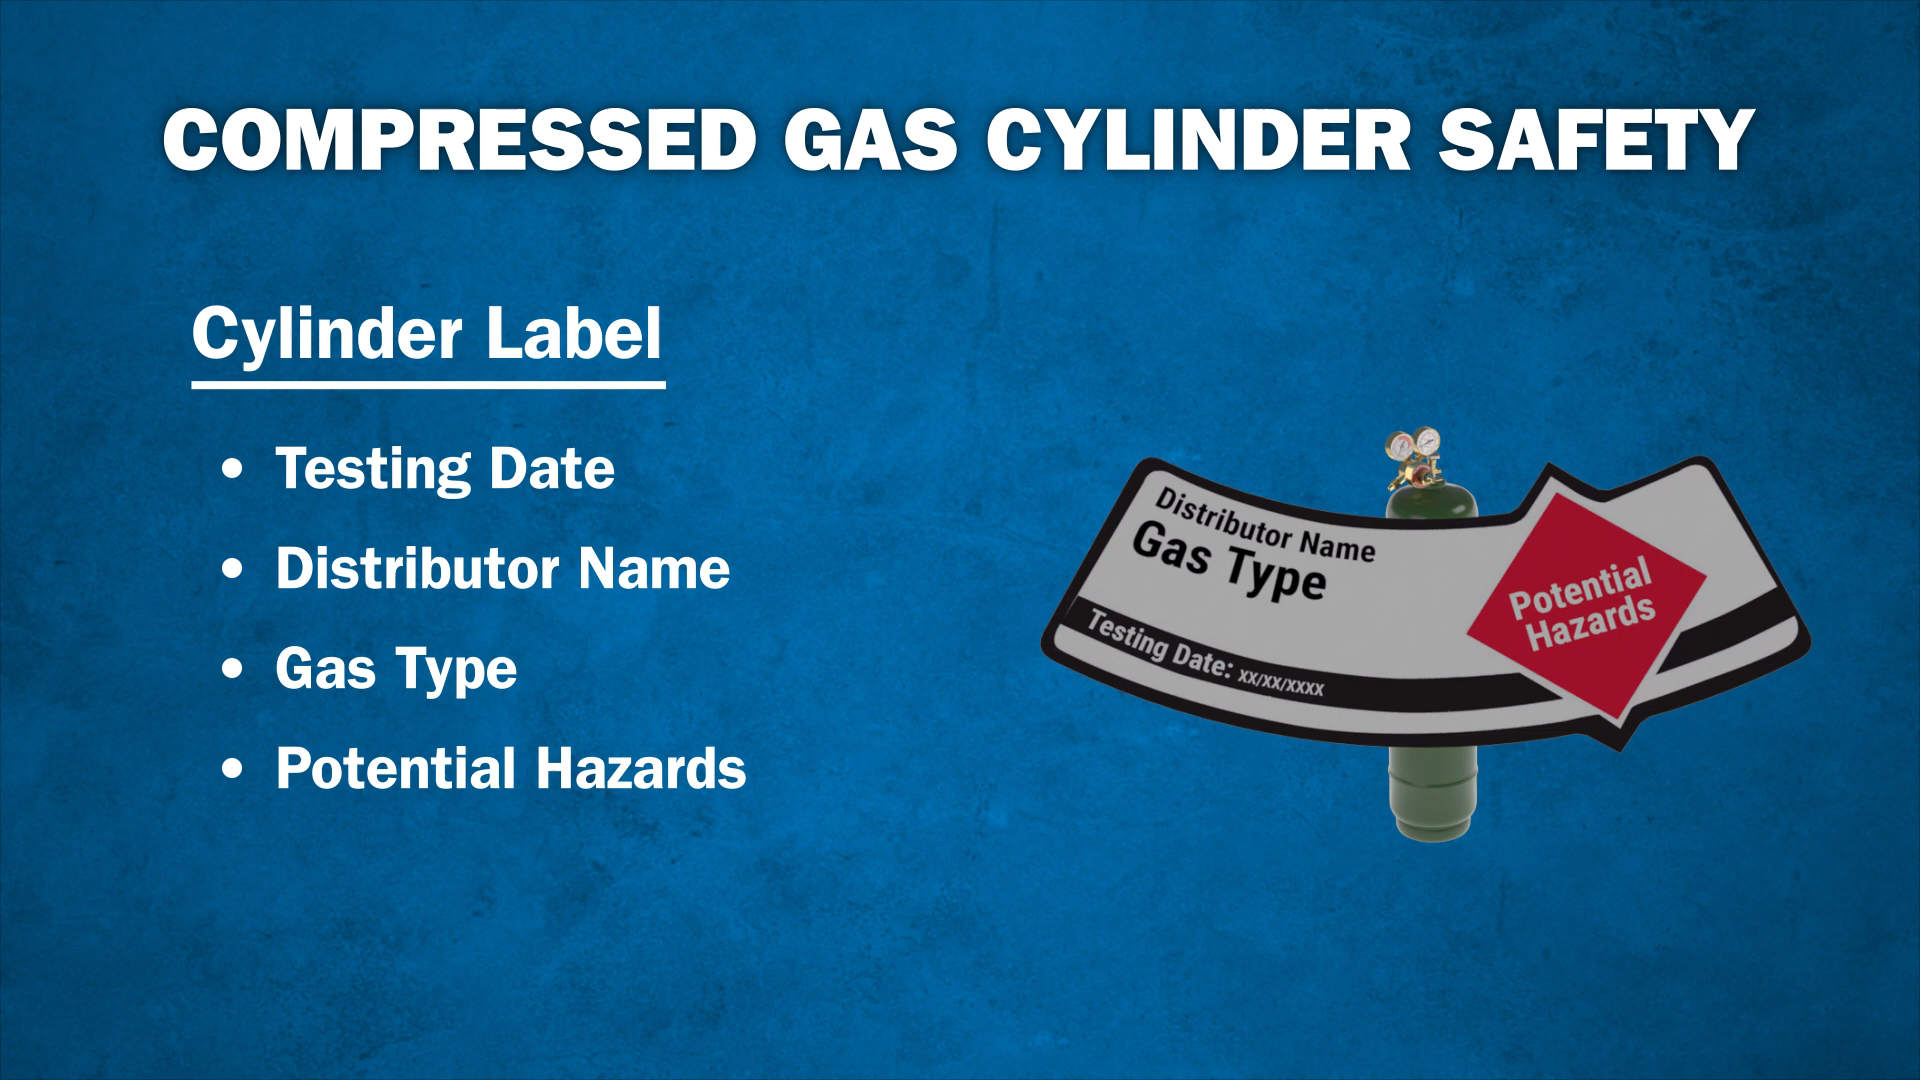 COMPRESSED GAS CYLINDER SAFETY
Cylinder Label
• Testing Date
• Distributor Name
• Gas Type
• Potential Hazards
Distributor Name
Gas Type
Testing Date: xx/xx/xxxx
Potential
Hazards